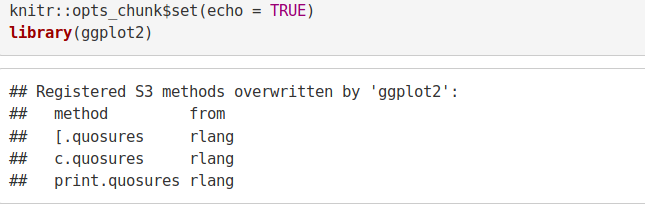 knitr::opts_chunk$set(echo = TRUE)
library(ggplot2)
## Registered S3 methods overwritten by 'ggplot2':
##   method         from
##   [.quosures     rlang
##   c.quosures     rlang
##   print.quosures rlang